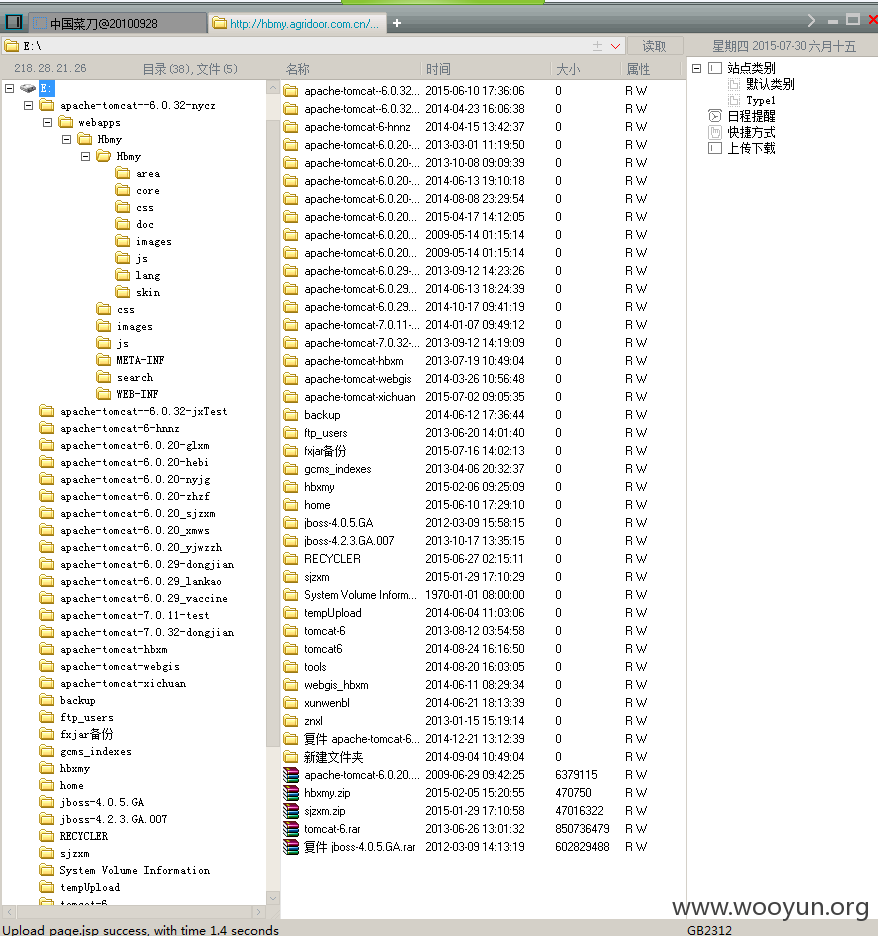 中国菜刀@20100928
http://hbmy.agridoor.com.cn/...
E:\
读取
星期四 2015-07-30 六月十五
218.28.21.26
目录(38),文件(5)
E:
apache-tomcat--6.0.32-nycz
webapps
Hbmy
Hbmy
area
core
css
doc
images
js
lang
skin
css
images
js
META-INF
search
WEB-INF
apache-tomcat--6.0.32-jxTest
apache-tomcat-6-hnnz
apache-tomcat-6.0.20-glxm
apache-tomcat-6.0.20-hebi
apache-tomcat-6.0.20-nyjg
apache-tomcat-6.0.20-zhzf
apache-tomcat-6.0.20_sjzxm
apache-tomcat-6.0.20_xmws
apache-tomcat-6.0.20_yjwzzh
apache-tomcat-6.0.29-dongjian
apache-tomcat-6.0.29_lankao
apache-tomcat-6.0.29_vaccine
apache-tomcat-7.0.11-test
apache-tomcat-7.0.32-dongjian
apache-tomcat-hbxm
apache-tomcat-webgis
apache-tomcat-xichuan
backup
ftp_users
fxjar备份
gcms_indexes
hbxmy
home
jboss-4.0.5.GA
jboss-4.2.3.GA.007
RECYCLER
sjzxm
System Volume Information
tempUpload
tomcat-6
名称 时间 大小 属性
apache-tomcat--6.0.32... 2015-06-10 17:36:06 0 R W
apache-tomcat--6.0.32... 2014-04-23 16:06:38 0 R W
apache-tomcat-6-hnnz 2014-04-15 13:42:37 0 R W
apache-tomcat-6.0.20-... 2013-03-01 11:19:50 0 R W
apache-tomcat-6.0.20-... 2013-10-08 09:09:39 0 R W
apache-tomcat-6.0.20-... 2014-06-13 19:10:18 0 R W
apache-tomcat-6.0.20-... 2014-08-08 23:29:54 0 R W
apache-tomcat-6.0.20... 2015-04-17 14:12:05 0 R W
apache-tomcat-6.0.20... 2009-05-14 01:15:14 0 R W
apache-tomcat-6.0.20... 2009-05-14 01:15:14 0 R W
apache-tomcat-6.0.29-... 2013-09-12 14:23:26 0 R W
apache-tomcat-6.0.29... 2014-06-13 18:24:39 0 R W
apache-tomcat-6.0.29... 2014-10-17 09:41:19 0 R W
apache-tomcat-7.0.11-... 2014-01-07 09:49:12 0 R W
apache-tomcat-7.0.32-... 2013-09-12 14:19:09 0 R W
apache-tomcat-hbxm 2013-07-19 10:49:04 0 R W
apache-tomcat-webgis 2014-03-26 10:56:48 0 R W
apache-tomcat-xichuan 2015-07-02 09:05:35 0 R W
backup 2014-06-12 17:36:44 0 R W
ftp_users 2013-06-20 14:01:40 0 R W
fxjar备份 2015-07-16 14:02:13 0 R W
gcms_indexes 2013-04-06 20:32:37 0 R W
hbxmy 2015-02-06 09:25:09 0 R W
home 2015-06-10 17:29:10 0 R W
jboss-4.0.5.GA 2012-03-09 15:58:15 0 R W
jboss-4.2.3.GA.007 2013-10-17 13:35:15 0 R W
RECYCLER 2015-06-27 02:15:11 0 R W
sjzxm 2015-01-29 17:10:29 0 R W
System Volume Inform... 1970-01-01 08:00:00 0 R W
tempUpload 2014-06-04 11:03:06 0 R W
tomcat-6 2013-08-12 03:54:58 0 R W
tomcat6 2014-08-24 16:16:50 0 R W
tools 2014-08-20 16:03:05 0 R W
webgis_hbxm 2014-06-11 08:29:34 0 R W
xunwenbl 2014-06-21 18:13:39 0 R W
znxl 2013-01-15 15:19:14 0 R W
复件 apache-tomcat-6... 2014-12-21 13:12:39 0 R W
新建文件夹 2014-09-04 10:49:04 0 R W
apache-tomcat-6.0.20.... 2009-06-29 09:42:25 6379115 R W
hbxmy.zip 2015-02-05 15:20:55 470750 R W
sjzxm.zip 2015-01-29 17:10:58 47016322 R W
tomcat-6.rar 2013-06-26 13:01:32 850736479 R W
复件 jboss-4.0.5.GA.rar 2012-03-09 14:13:19 602829488 R W
站点类别
默认类别
Type1
日程提醒
快捷方式
上传下载
www.wooyun.org
Upload page.jsp success, with time 1.4 seconds
GB2312